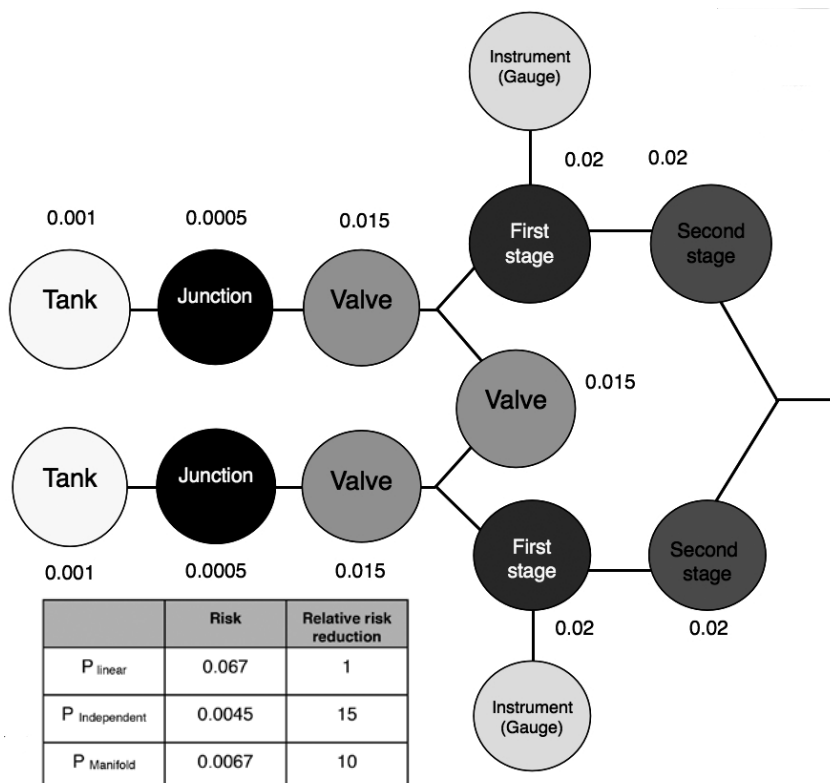 Instrument
(Gauge)
0.02 0.02
0.001 0.0005 0.015
First
stage
Second
stage
Tank Junction Valve
Valve 0.015
Tank Junction Valve
First
stage
Second
stage
0.001 0.0005 0.015
0.02 0.02
Risk Relative risk
reduction
P linear 0.067 1
P Independent 0.0045 15
P Manifold 0.0067 10
Instrument
(Gauge)